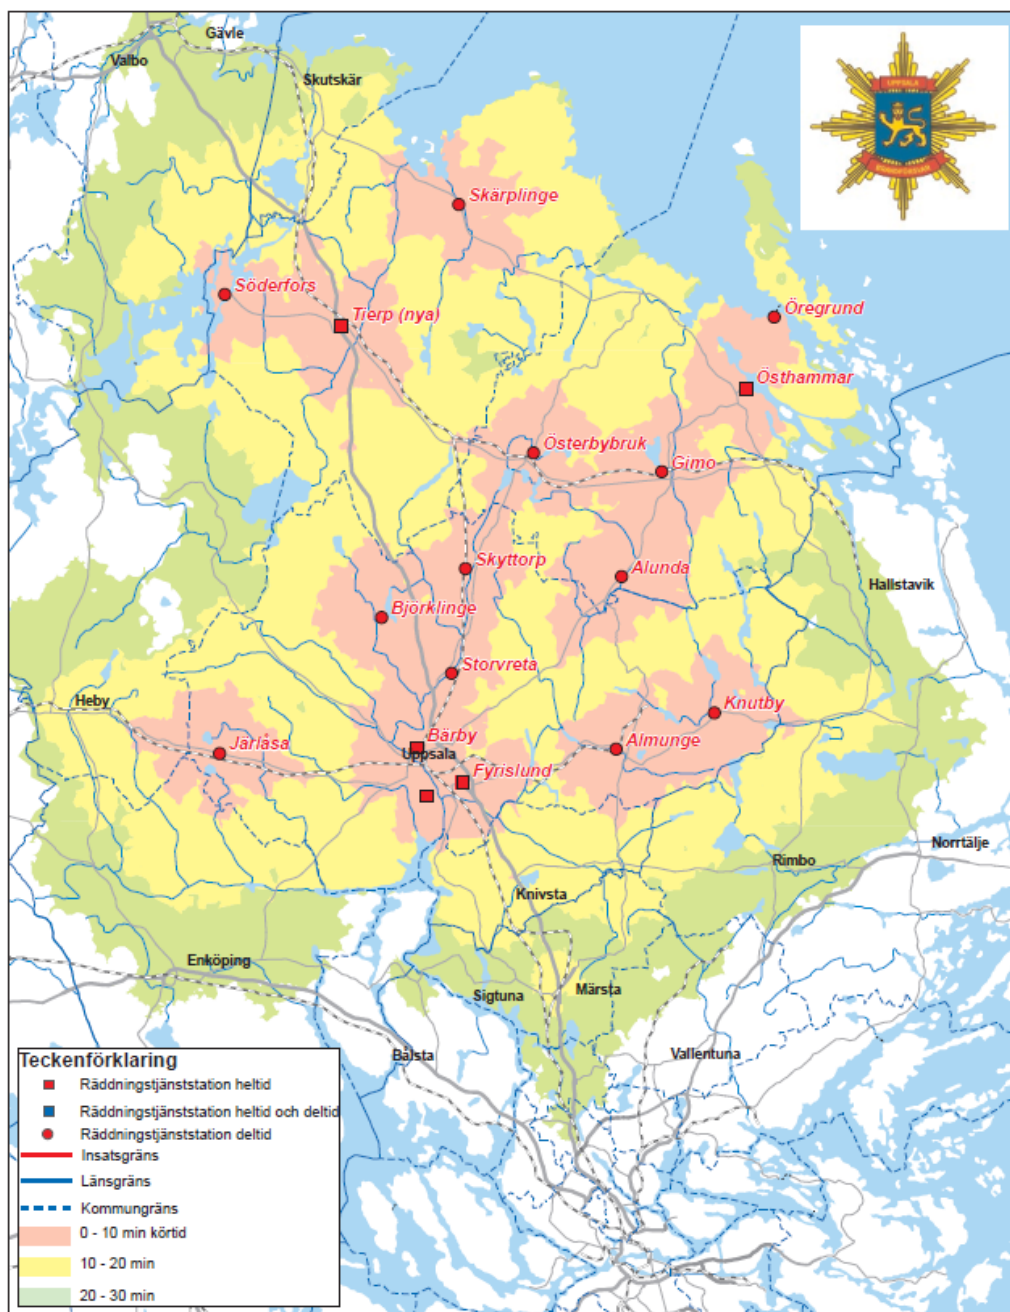 Gävle
Valbo
Skutskär
UPPSALA
BRANDFÖRSVAR
Skärplinge
Söderfors
Tierp (nya)
Öregrund
Östhammar
Österbybruk
Gimo
Skyttorp
Alunda
Hallstavik
Björklinge
Storvreta
Heby
Knutby
Järlåsa
Bärby
Almunge
Uppsala
Fyrislund
Norrtälje
Rimbo
Knivsta
Enköping
Sigtuna
Märsta
Bålsta
Vallentuna
Teckenförklaring
Räddningstjänststation heltid
Räddningstjänststation heltid och deltid
Räddningstjänststation deltid
Insatsgräns
Länsgräns
Kommungräns
0 - 10 min körtid
10 - 20 min
20 - 30 min